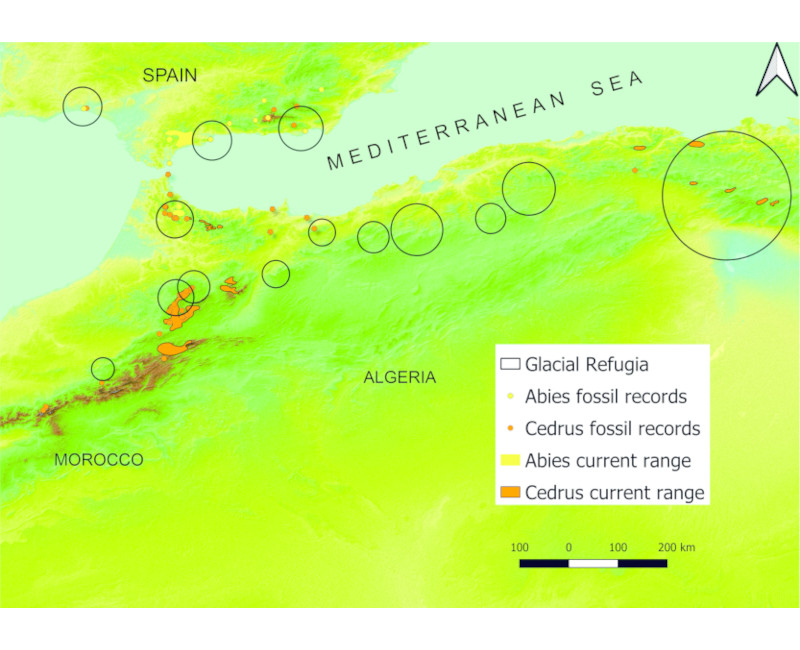 SPAIN
MEDITERRANEAN SEA
ALGERIA
MOROCCO
Glacial Refugia
Abies fossil records
Cedrus fossil records
Abies current range
Cedrus current range
100 0 100 200 km